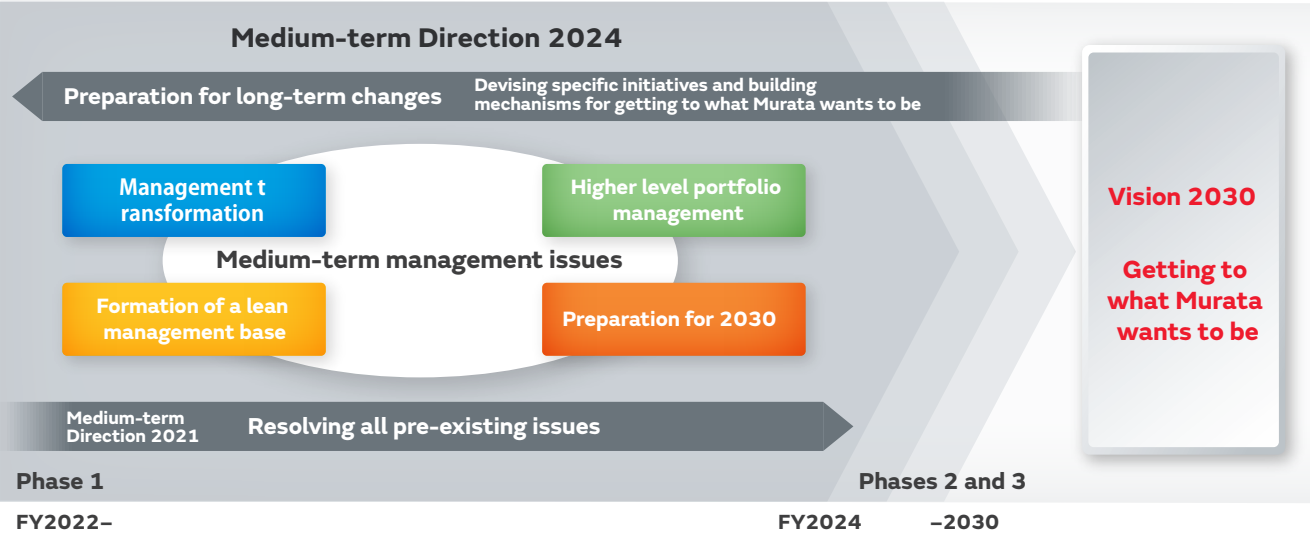 Medium-term Direction 2024
Preparation for long-term changes
Devising specific initiatives and building
mechanisms for getting to what Murata wants to be
Management t
ransformation
Higher level portfolio
management
Medium-term management issues
Formation of a lean
management base
Preparation for 2030
Medium-term
Direction 2021
Resolving all pre-existing issues
Vision 2030
Getting to
what Murata
wants to be
Phase 1
Phases 2 and 3
FY2022–
FY2024
–2030